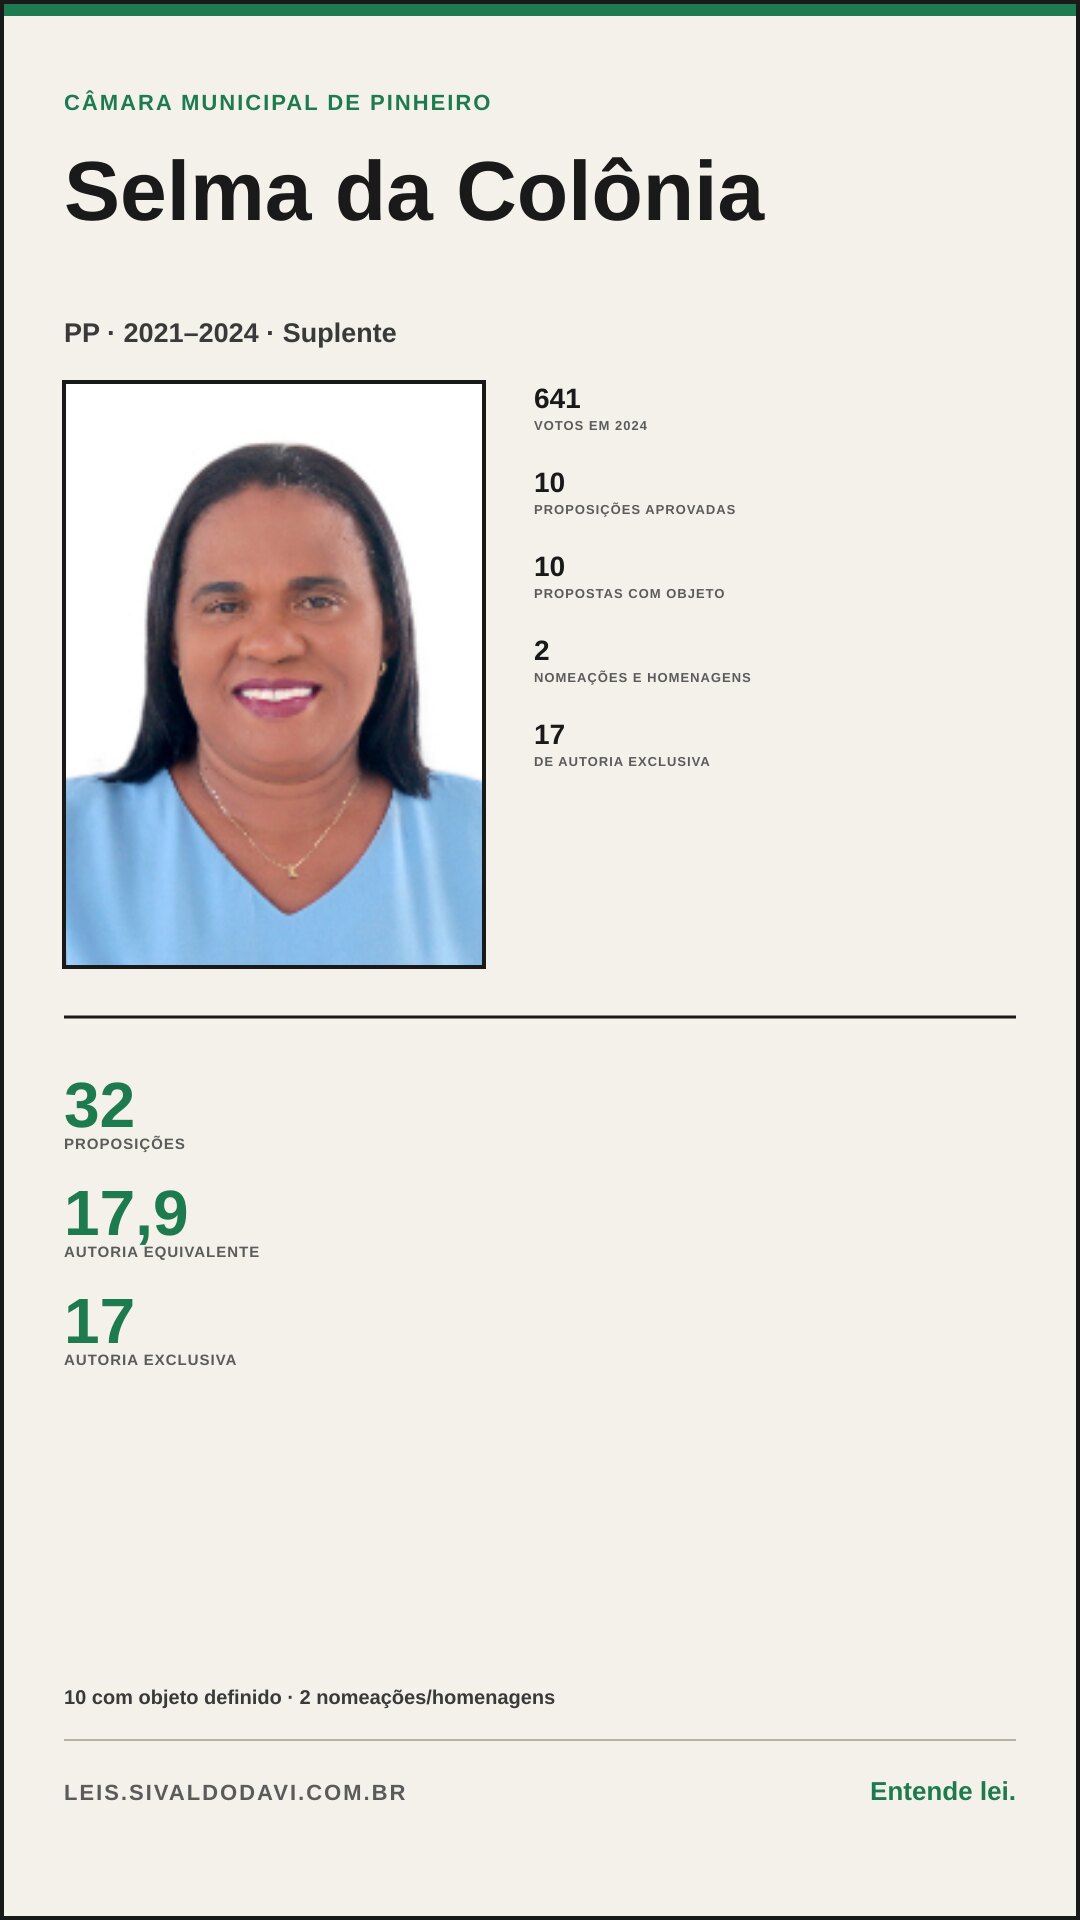 CÂMARA MUNICIPAL DE PINHEIRO
Selma da Colônia
PP · 2021–2024 · Suplente
641
VOTOS EM 2024
10
PROPOSIÇÕES APROVADAS
10
PROPOSTAS COM OBJETO
2
NOMEAÇÕES E HOMENAGENS
17
DE AUTORIA EXCLUSIVA
32
PROPOSIÇÕES
17,9
AUTORIA EQUIVALENTE
17
AUTORIA EXCLUSIVA
10 com objeto definido · 2 nomeações/homenagens
LEIS.SIVALDODAVI.COM.BR
Entende lei.